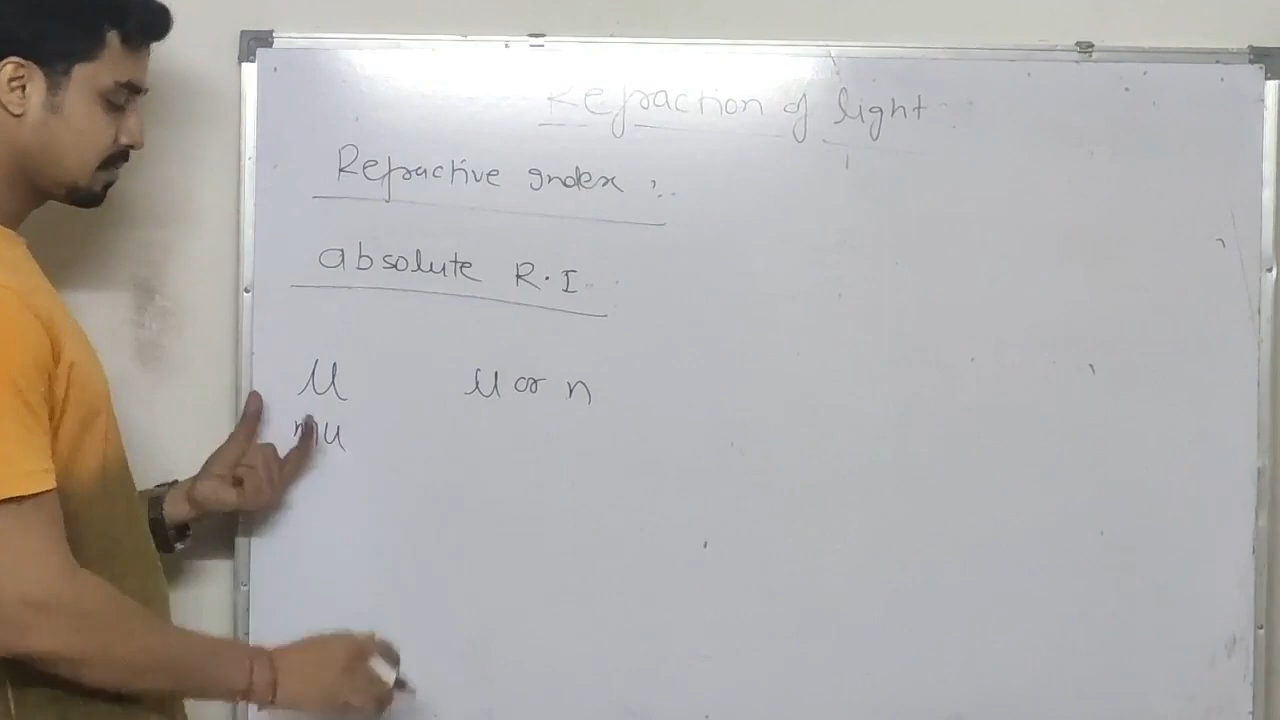 Refraction of light
Refractive Index :
absolute R.I.
μ μ or n
mu